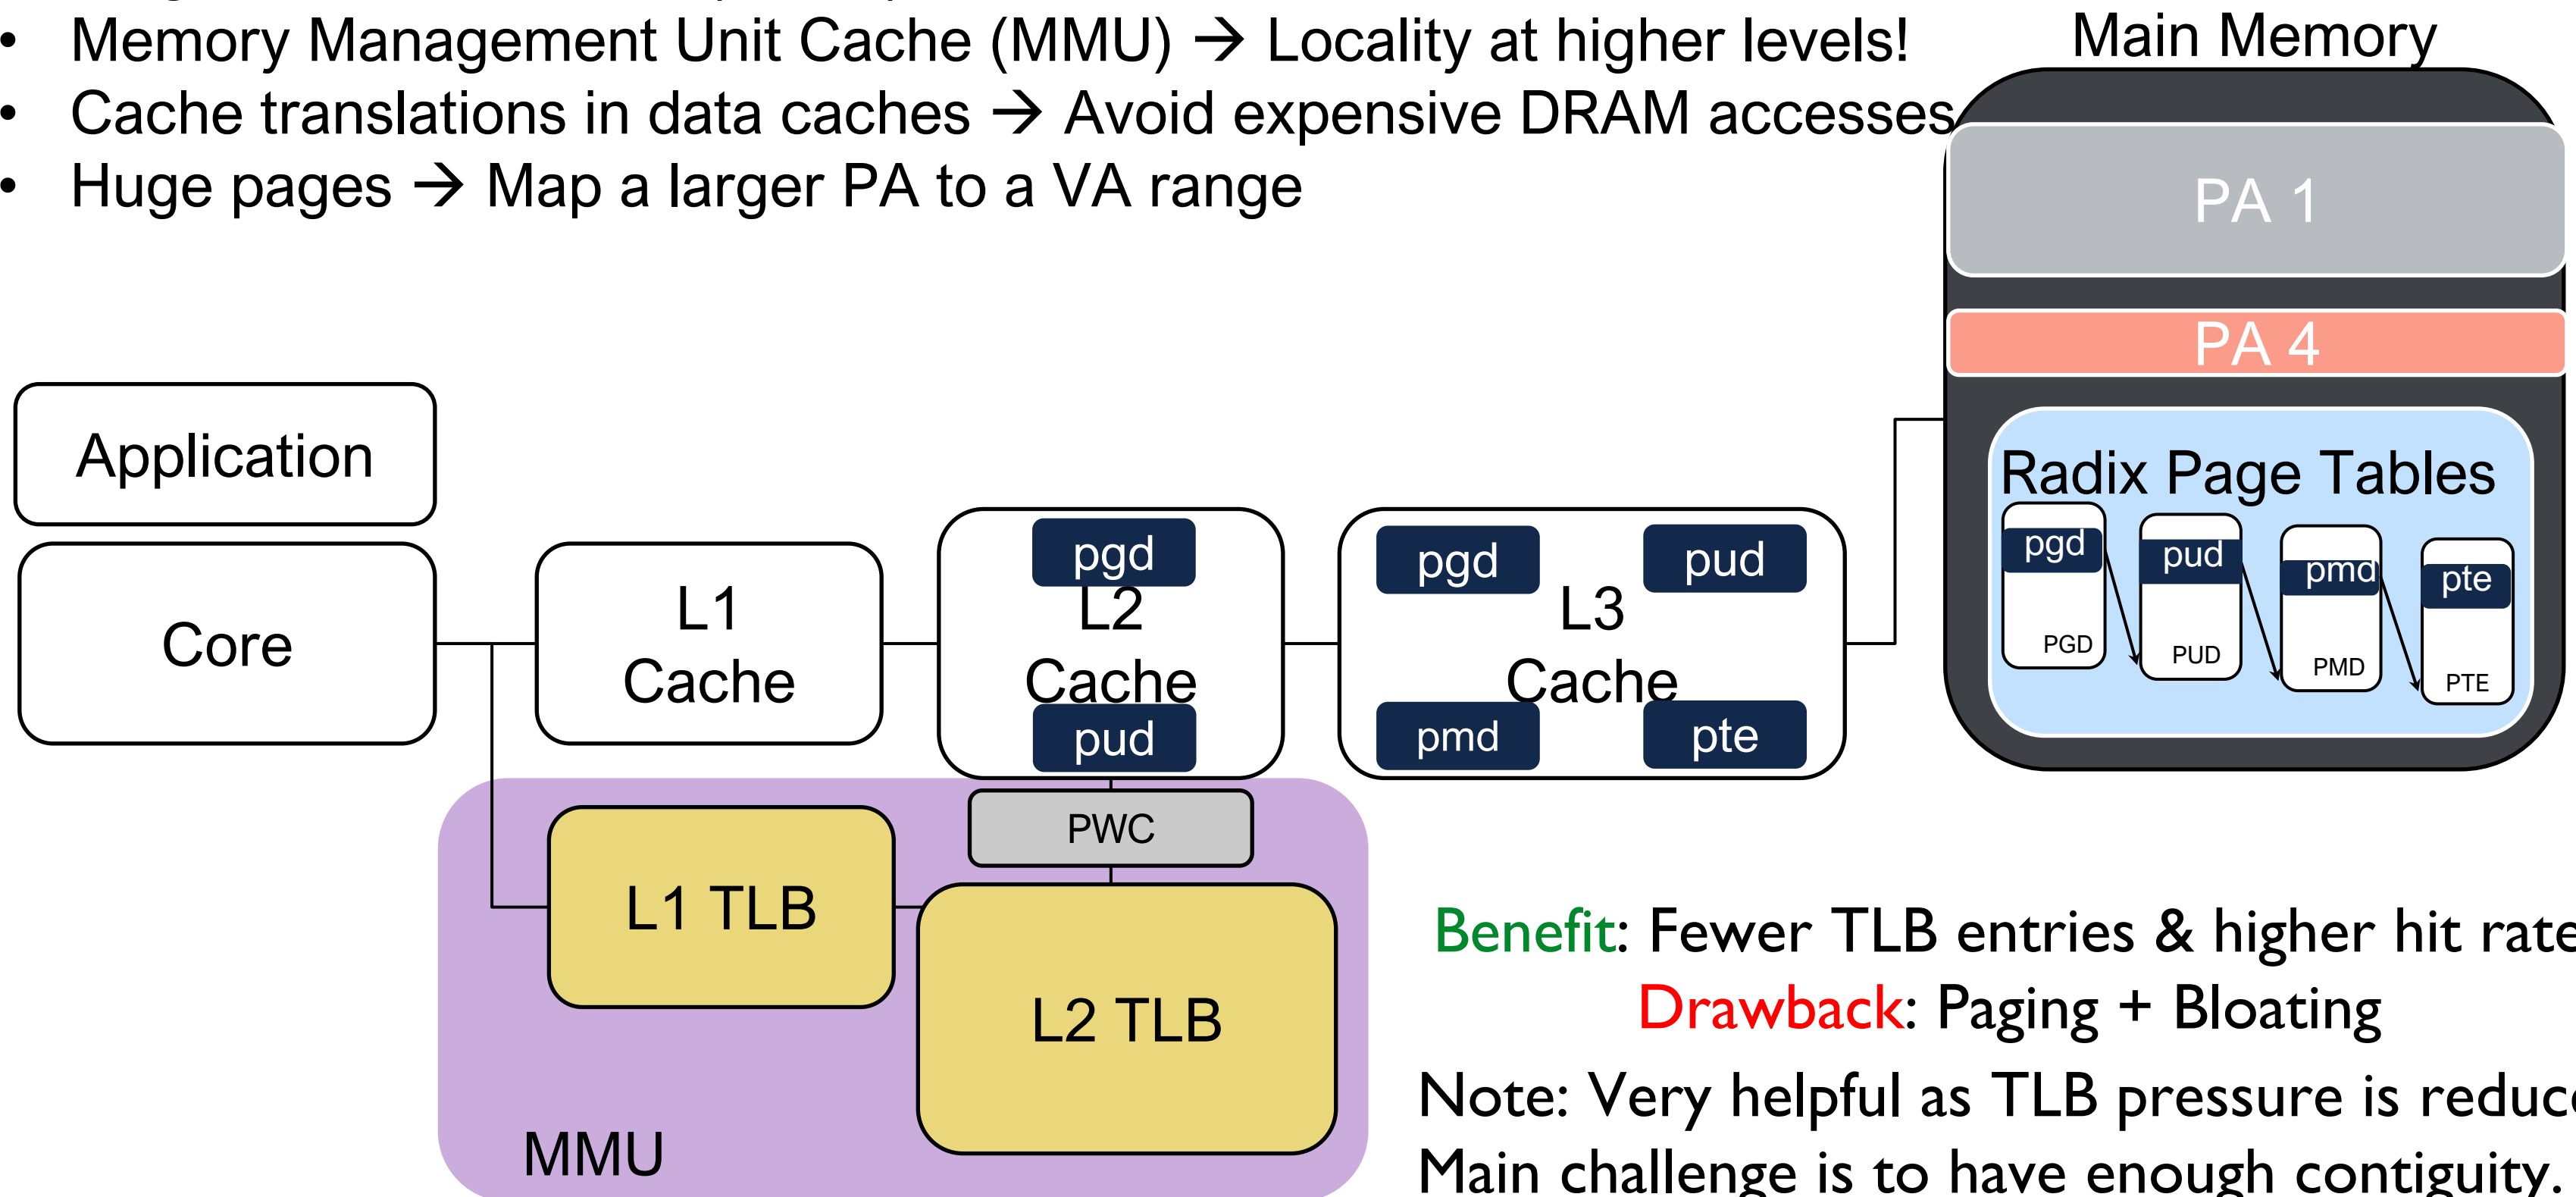 • Memory Management Unit Cache (MMU) → Locality at higher levels!
• Cache translations in data caches → Avoid expensive DRAM accesses
• Huge pages → Map a larger PA to a VA range
Main Memory
PA 1
PA 4
Radix Page Tables
pgd
pud
pmd
pte
PGD
PUD
PMD
PTE
Application
Core
L1
Cache
pgd
L2
Cache
pud
pgd
pud
L3
Cache
pmd
pte
PWC
L1 TLB
L2 TLB
MMU
Benefit: Fewer TLB entries & higher hit rate
Drawback: Paging + Bloating
Note: Very helpful as TLB pressure is reduc
Main challenge is to have enough contiguity.